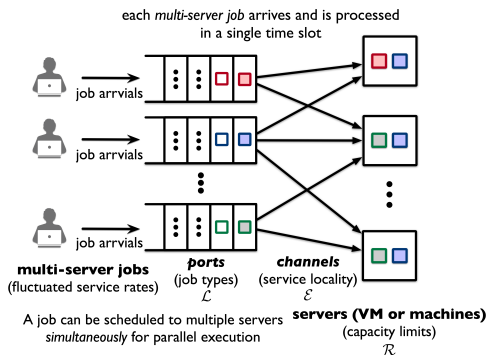 each multi-server job arrives and is processed
in a single time slot
job arrvials
job arrvials
job arrvials
multi-server jobs
(fluctuated service rates)
ports
(job types)
ℒ
channels
(service locality)
ℰ
servers (VM or machines)
(capacity limits)
ℛ
A job can be scheduled to multiple servers
simultaneously for parallel execution